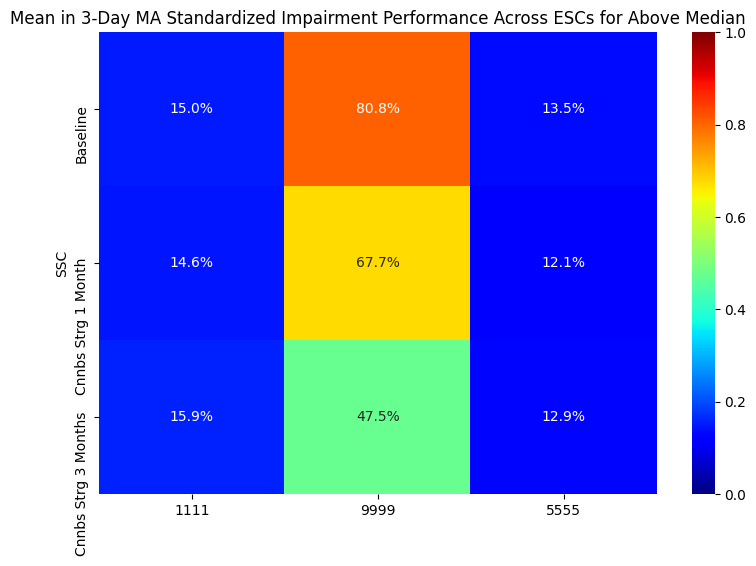 Mean in 3-Day MA Standardized Impairment Performance Across ESCs for Above Median
SSC
Baseline
15.0% 80.8% 13.5%
Cnnbs Strg 1 Month
14.6% 67.7% 12.1%
Cnnbs Strg 3 Months
15.9% 47.5% 12.9%
1111 9999 5555
1.0
0.8
0.6
0.4
0.2
0.0